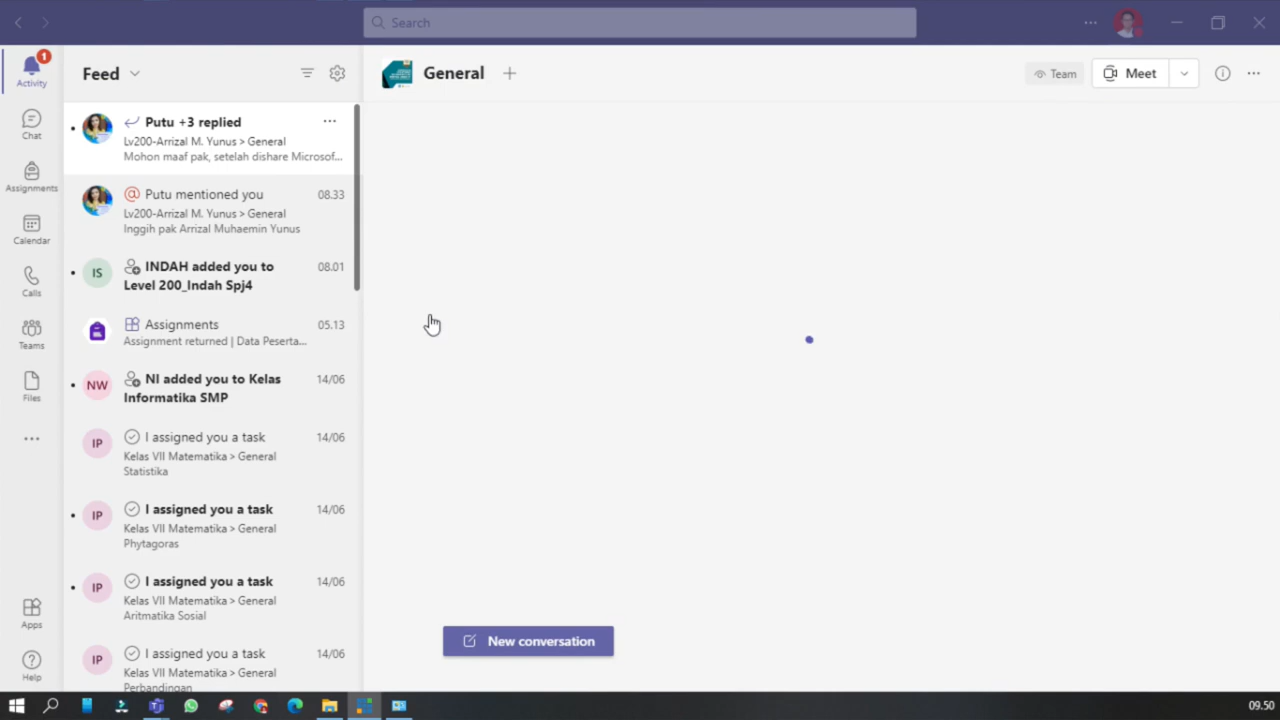 Search
1
Activity
Chat
Assignments
Calendar
Calls
Teams
Files
Apps
Help
Feed
Putu +3 replied
Lv200-Arrizal M. Yunus > General
Mohon maaf pak, setelah dishare Microsof...
Putu mentioned you 08.33
Lv200-Arrizal M. Yunus > General
Inggih pak Arrizal Muhaemin Yunus
IS
INDAH added you to 08.01
Level 200_Indah Spj4
Assignments 05.13
Assignment returned | Data Peserta...
NW
NI added you to Kelas 14/06
Informatika SMP
IP
I assigned you a task 14/06
Kelas VII Matematika > General
Statistika
IP
I assigned you a task 14/06
Kelas VII Matematika > General
Phytagoras
IP
I assigned you a task 14/06
Kelas VII Matematika > General
Aritmatika Sosial
IP
I assigned you a task 14/06
Kelas VII Matematika > General
Perbandingan
General
Team
Meet
New conversation
09.50